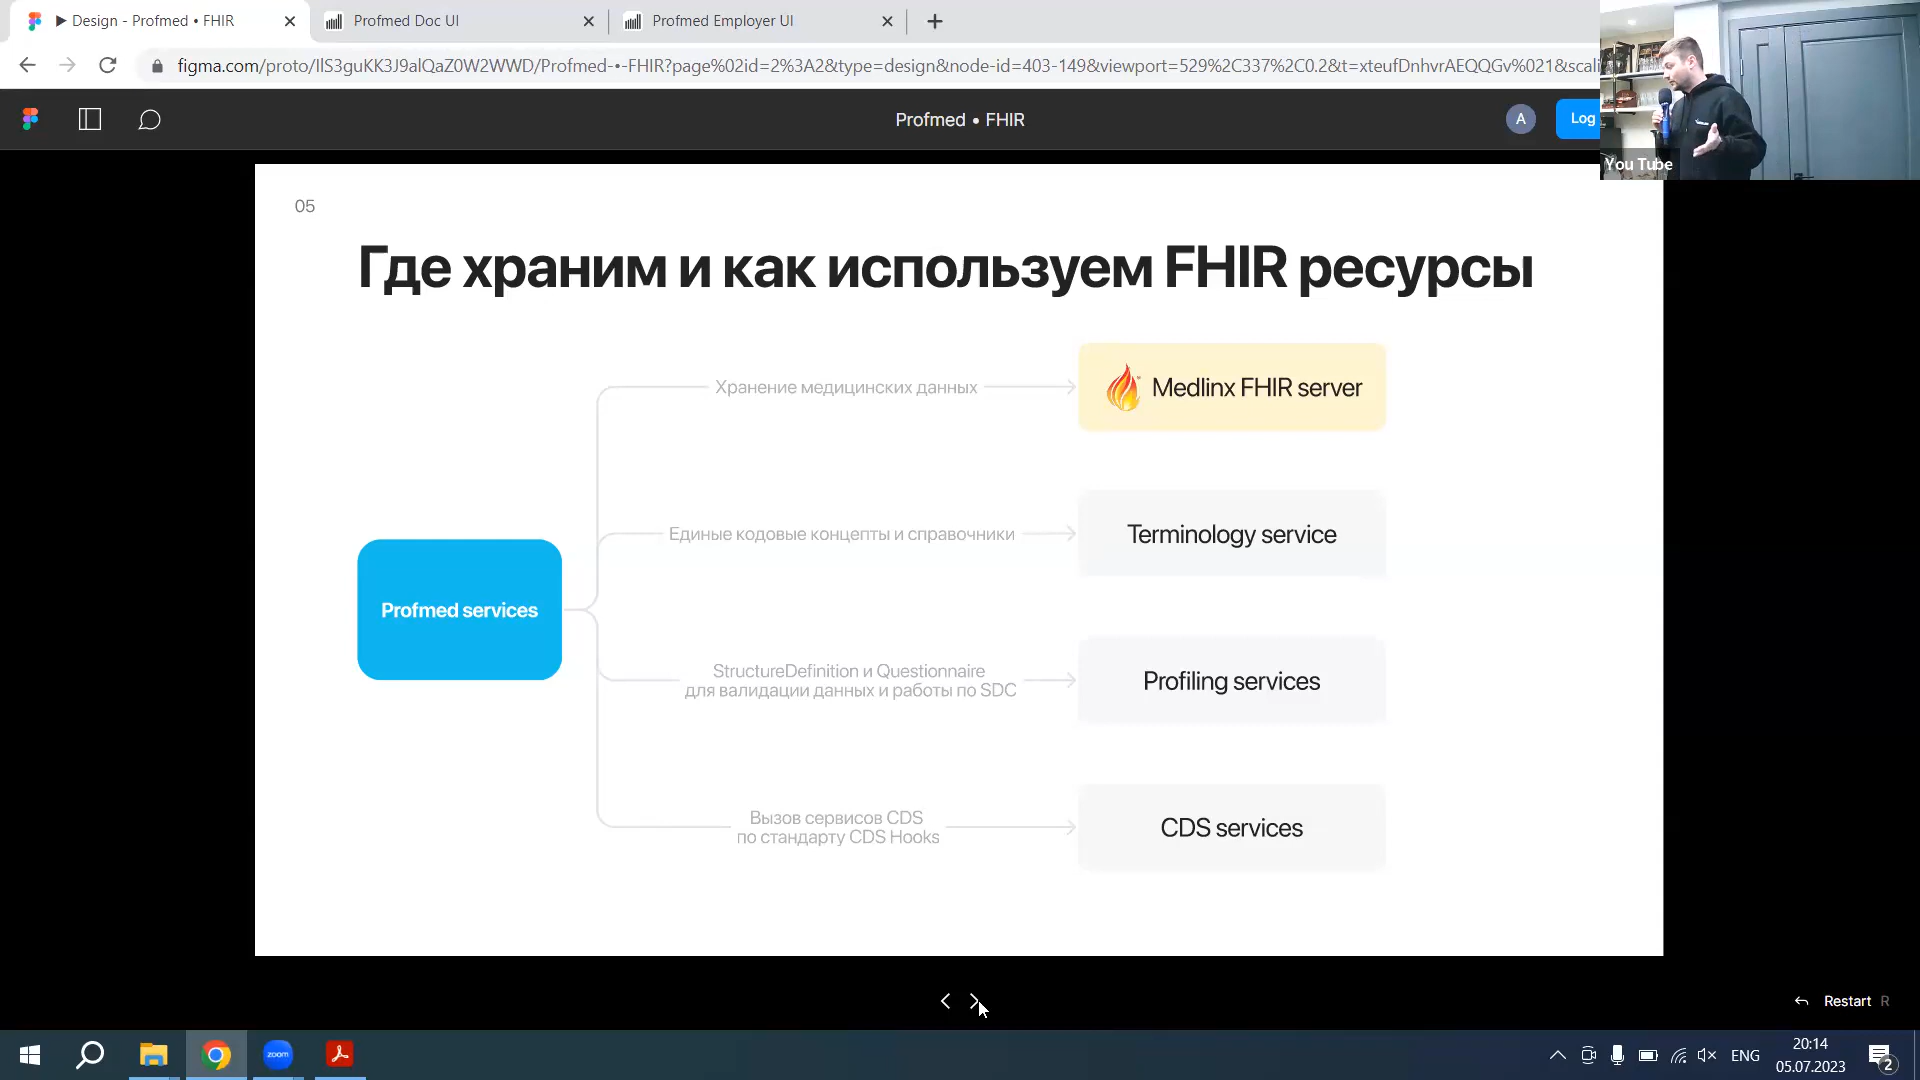 Design - Profmed • FHIR
Profmed Doc UI
Profmed Employer UI
figma.com/proto/IlS3guKK3J9alQaZ0W2WWD/Profmed-•-FHIR?page%02id=2%3A2&type=design&node-id=403-149&viewport=529%2C337%2C0.2&t=xteufDnhvrAEQQGv%021&scali
Profmed • FHIR
A
Log
You Tube
05
Где храним и как используем FHIR ресурсы
Хранение медицинских данных
Medlinx FHIR server
Единые кодовые концепты и справочники
Terminology service
Profmed services
StructureDefinition и Questionnaire
для валидации данных и работы по SDC
Profiling services
Вызов сервисов CDS
по стандарту CDS Hooks
CDS services
Restart R
zoom
ENG
20:14
05.07.2023
2